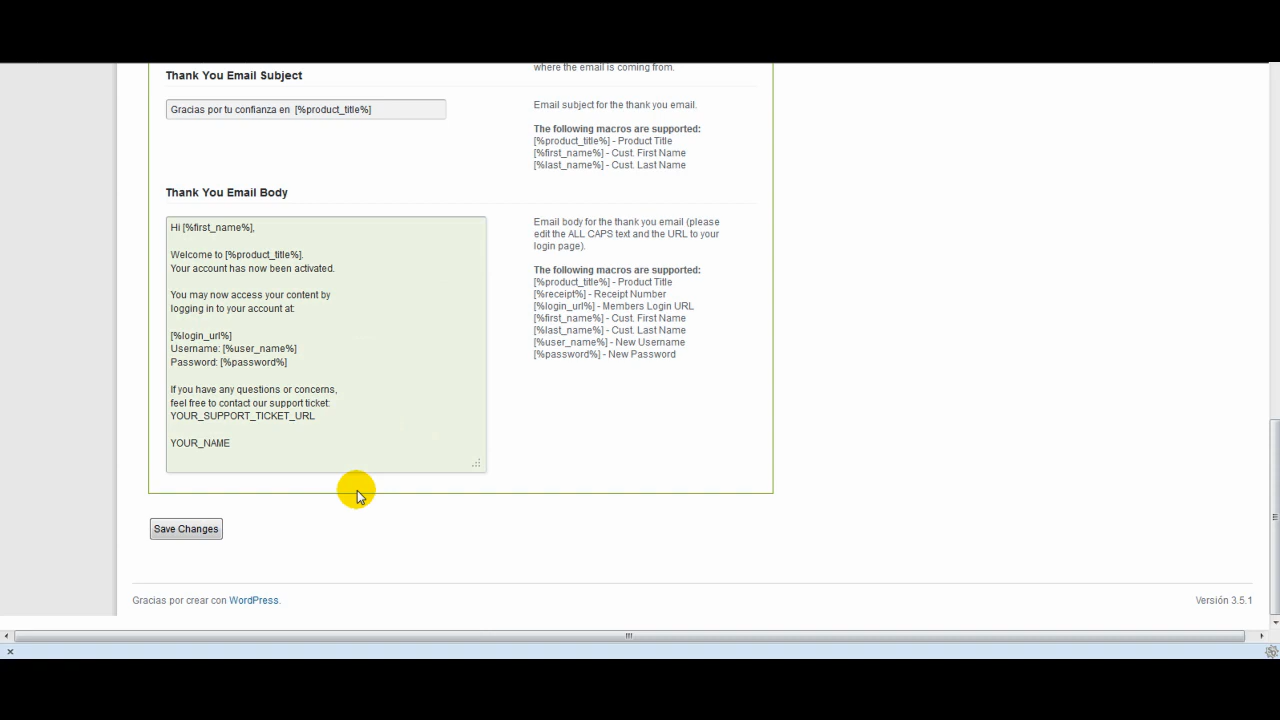 where the email is coming from.
Thank You Email Subject
Gracias por tu confianza en [%product_title%]
Email subject for the thank you email.
The following macros are supported:
[%product_title%] - Product Title
[%first_name%] - Cust. First Name
[%last_name%] - Cust. Last Name
Thank You Email Body
Hi [%first_name%],
Welcome to [%product_title%].
Your account has now been activated.
You may now access your content by
logging in to your account at:
[%login_url%]
Username: [%user_name%]
Password: [%password%]
If you have any questions or concerns,
feel free to contact our support ticket:
YOUR_SUPPORT_TICKET_URL
YOUR_NAME
Email body for the thank you email (please
edit the ALL CAPS text and the URL to your
login page).
The following macros are supported:
[%product_title%] - Product Title
[%receipt%] - Receipt Number
[%login_url%] - Members Login URL
[%first_name%] - Cust. First Name
[%last_name%] - Cust. Last Name
[%user_name%] - New Username
[%password%] - New Password
Save Changes
Gracias por crear con WordPress.
Versión 3.5.1